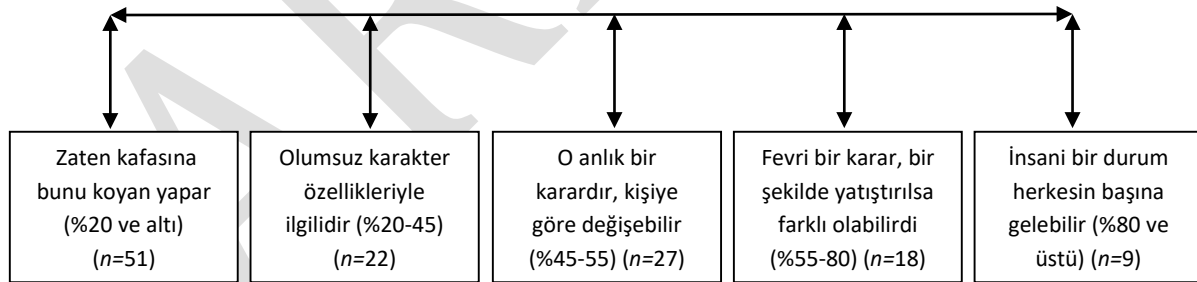 Zaten kafasına
bunu koyan yapar
(%20 ve altı)
(n=51)
Olumsuz karakter
özellikleriyle
ilgilidir (%20-45)
(n=22)
O anlık bir
karardır, kişiye
göre değişebilir
(%45-55) (n=27)
Fevri bir karar, bir
şekilde yatıştırılsa
farklı olabilirdi
(%55-80) (n=18)
İnsani bir durum
herkesin başına
gelebilir (%80 ve
üstü) (n=9)